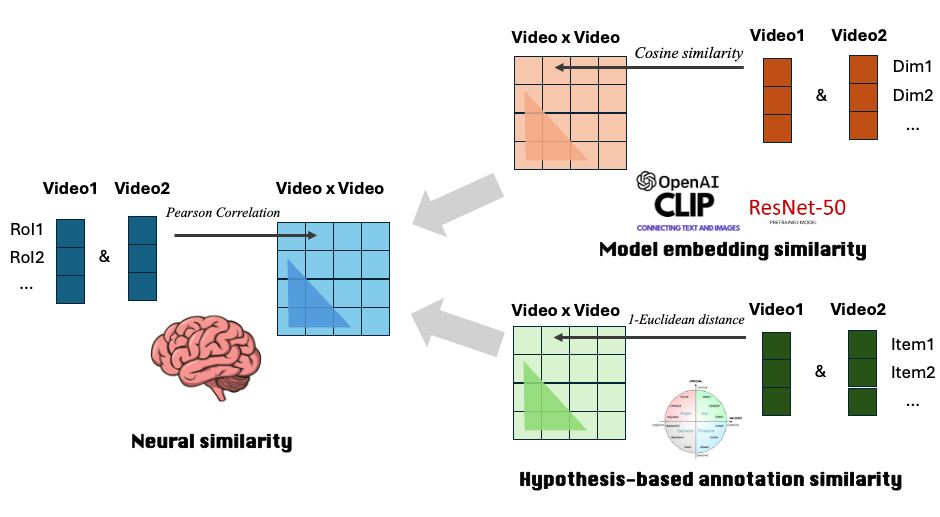 Video x Video
Cosine similarity
Video1
Video2
&
Dim1
Dim2
...
OpenAI
CLIP
CONNECTING TEXT AND IMAGES
ResNet-50
PRETRAINED MODEL
Model embedding similarity
Video1
Video2
Pearson Correlation
Video x Video
RoI1
RoI2
...
&
Neural similarity
Video x Video
1-Euclidean distance
Video1
Video2
&
Item1
Item2
...
Hypothesis-based annotation similarity